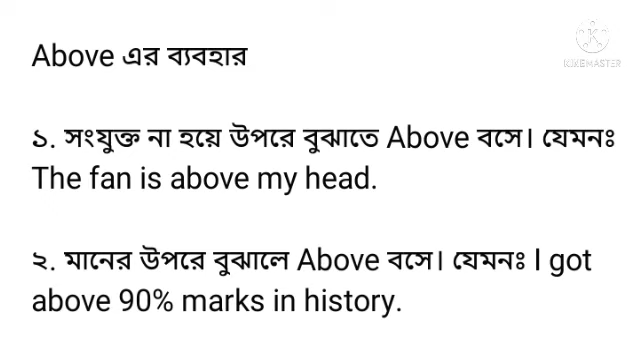 Above এর ব্যবহার
KINEMASTER
১. সংযুক্ত না হয়ে উপরে বুঝাতে Above বসে। যেমনঃ
The fan is above my head.
২. মানের উপরে বুঝালে Above বসে। যেমনঃ I got
above 90% marks in history.